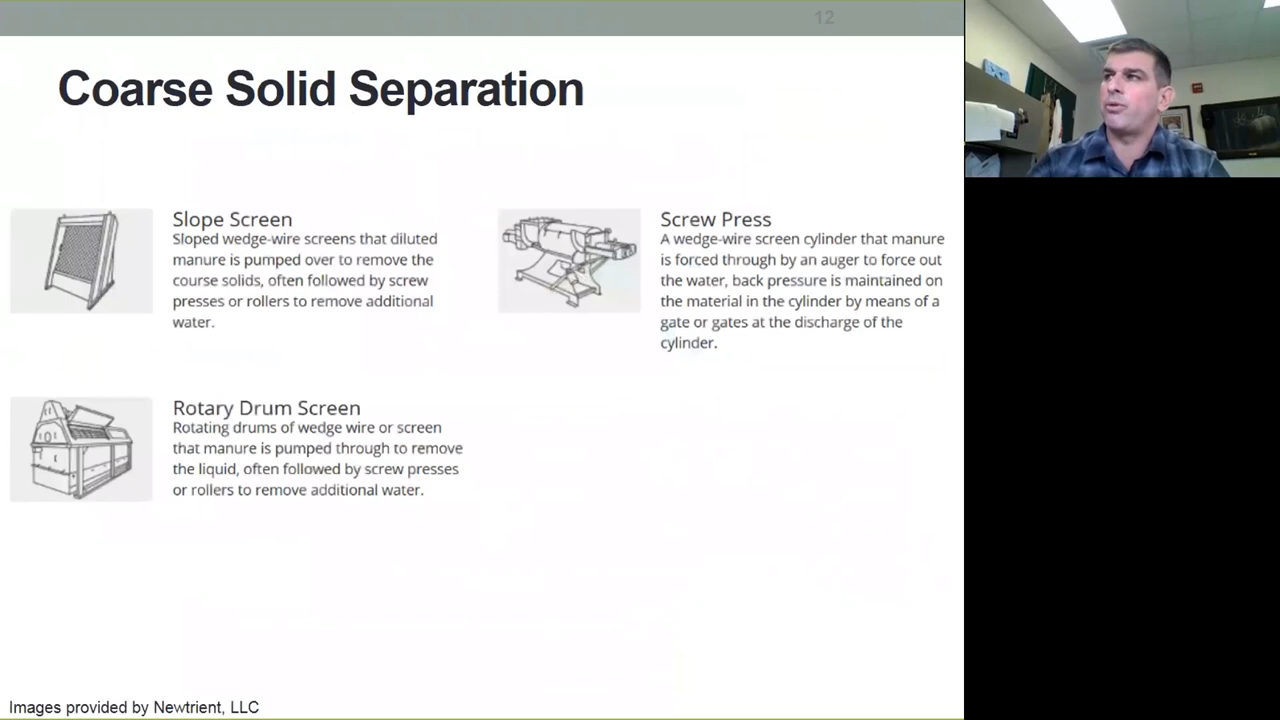 12
Coarse Solid Separation
Slope Screen
Sloped wedge-wire screens that diluted
manure is pumped over to remove the
course solids, often followed by screw
presses or rollers to remove additional
water.
Screw Press
A wedge-wire screen cylinder that manure
is forced through by an auger to force out
the water, back pressure is maintained on
the material in the cylinder by means of a
gate or gates at the discharge of the
cylinder.
Rotary Drum Screen
Rotating drums of wedge wire or screen
that manure is pumped through to remove
the liquid, often followed by screw presses
or rollers to remove additional water.
Images provided by Newtrient, LLC